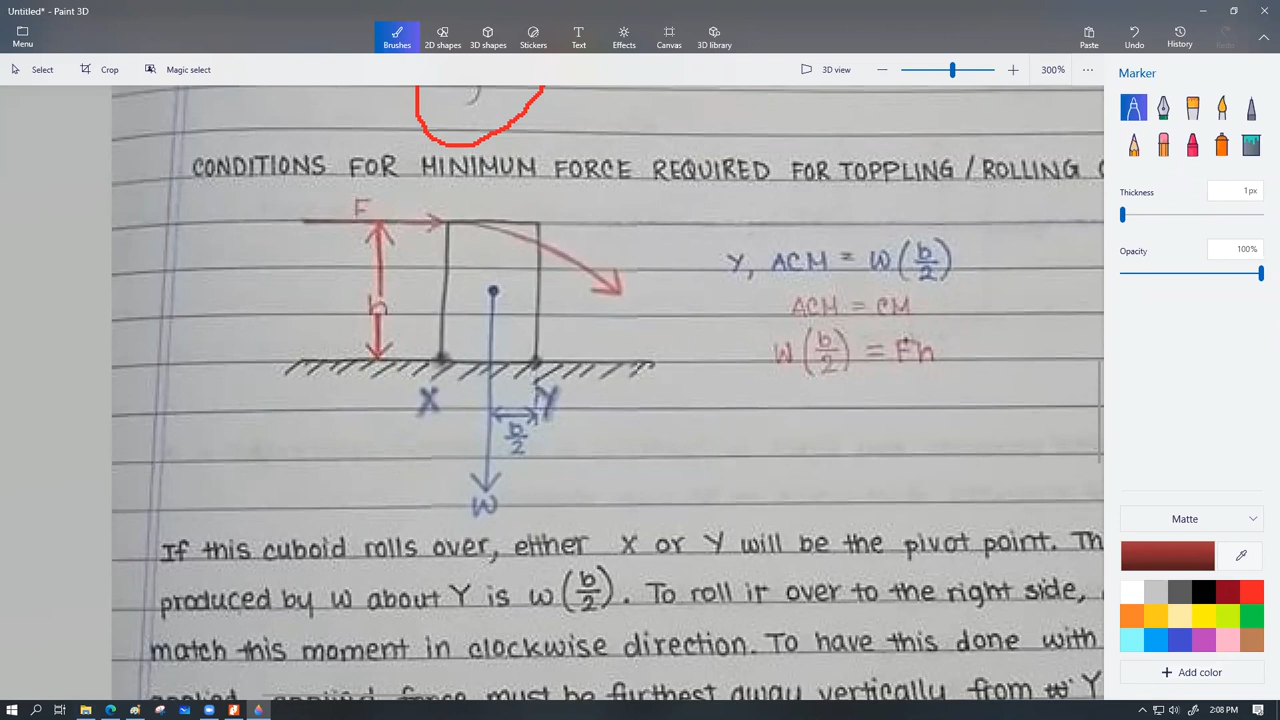 Untitled* - Paint 3D
Menu
Brushes
2D shapes
3D shapes
Stickers
Text
Effects
Canvas
3D library
Paste
Undo
History
Redo
Select
Crop
Magic select
3D view
300%
Marker
Thickness
1px
Opacity
100%
Matte
Add color
CONDITIONS FOR MINIMUM FORCE REQUIRED FOR TOPPLING / ROLLING
F
h
X
Y
b/2
W
Y, ACM = W(b/2)
ACM = CM
W(b/2) = Fh
If this cuboid rolls over, either X or Y will be the pivot point.
produced by W about Y is W(b/2). To roll it over to the right side,
match this moment in clockwise direction. To have this done with
applied force must be furthest away vertically from Y
2:08 PM